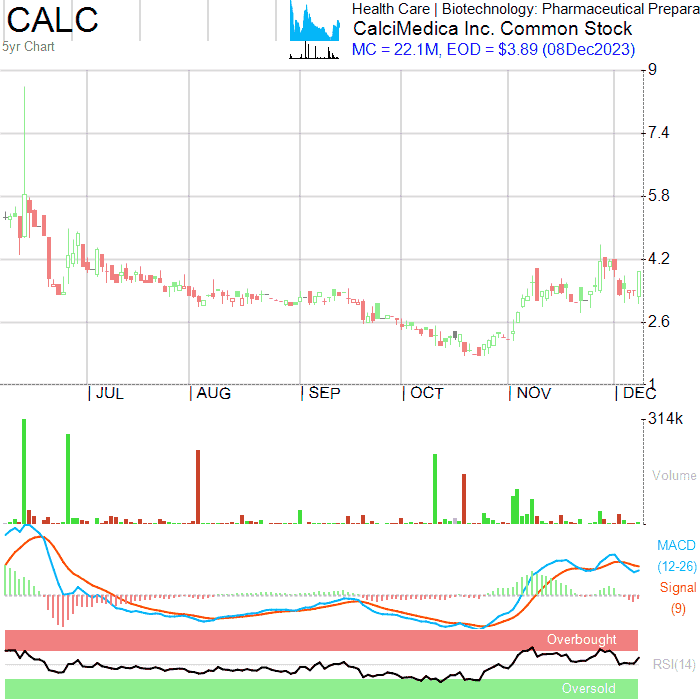 CALC
5yr Chart
Health Care | Biotechnology: Pharmaceutical Prepara
CalciMedica Inc. Common Stock
MC = 22.1M, EOD = $3.89 (08Dec2023)
9
7.4
5.8
4.2
2.6
1
JUL AUG SEP OCT NOV DEC
314k
Volume
MACD
(12-26)
Signal
(9)
Overbought
RSI(14)
Oversold